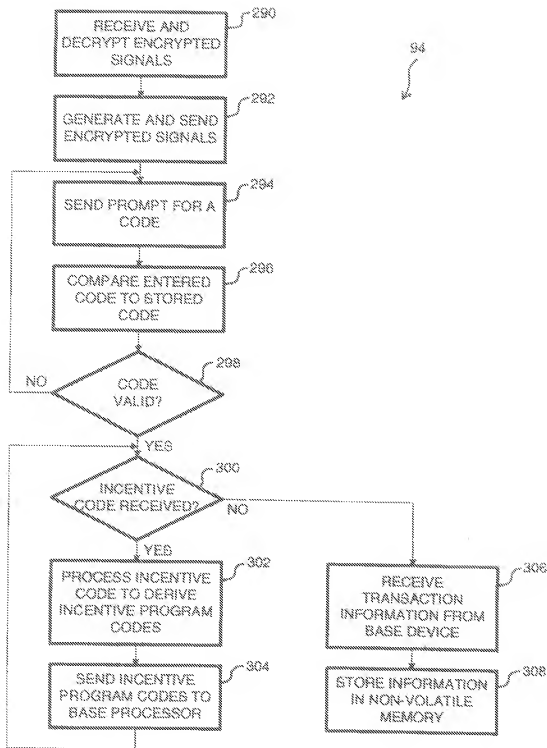 RECEIVE AND
DECRYPT ENCRYPTED
SIGNALS
290
94
GENERATE AND SEND
ENCRYPTED SIGNALS
292
SEND PROMPT FOR A
CODE
294
COMPARE ENTERED
CODE TO STORED
CODE
296
CODE
VALID?
298
NO
YES
INCENTIVE
CODE RECEIVED?
300
NO
YES
PROCESS INCENTIVE
CODE TO DERIVE
INCENTIVE PROGRAM
CODES
302
RECEIVE
TRANSACTION
INFORMATION FROM
BASE DEVICE
306
SEND INCENTIVE
PROGRAM CODES TO
BASE PROCESSOR
304
STORE INFORMATION
IN NON-VOLATILE
MEMORY
308